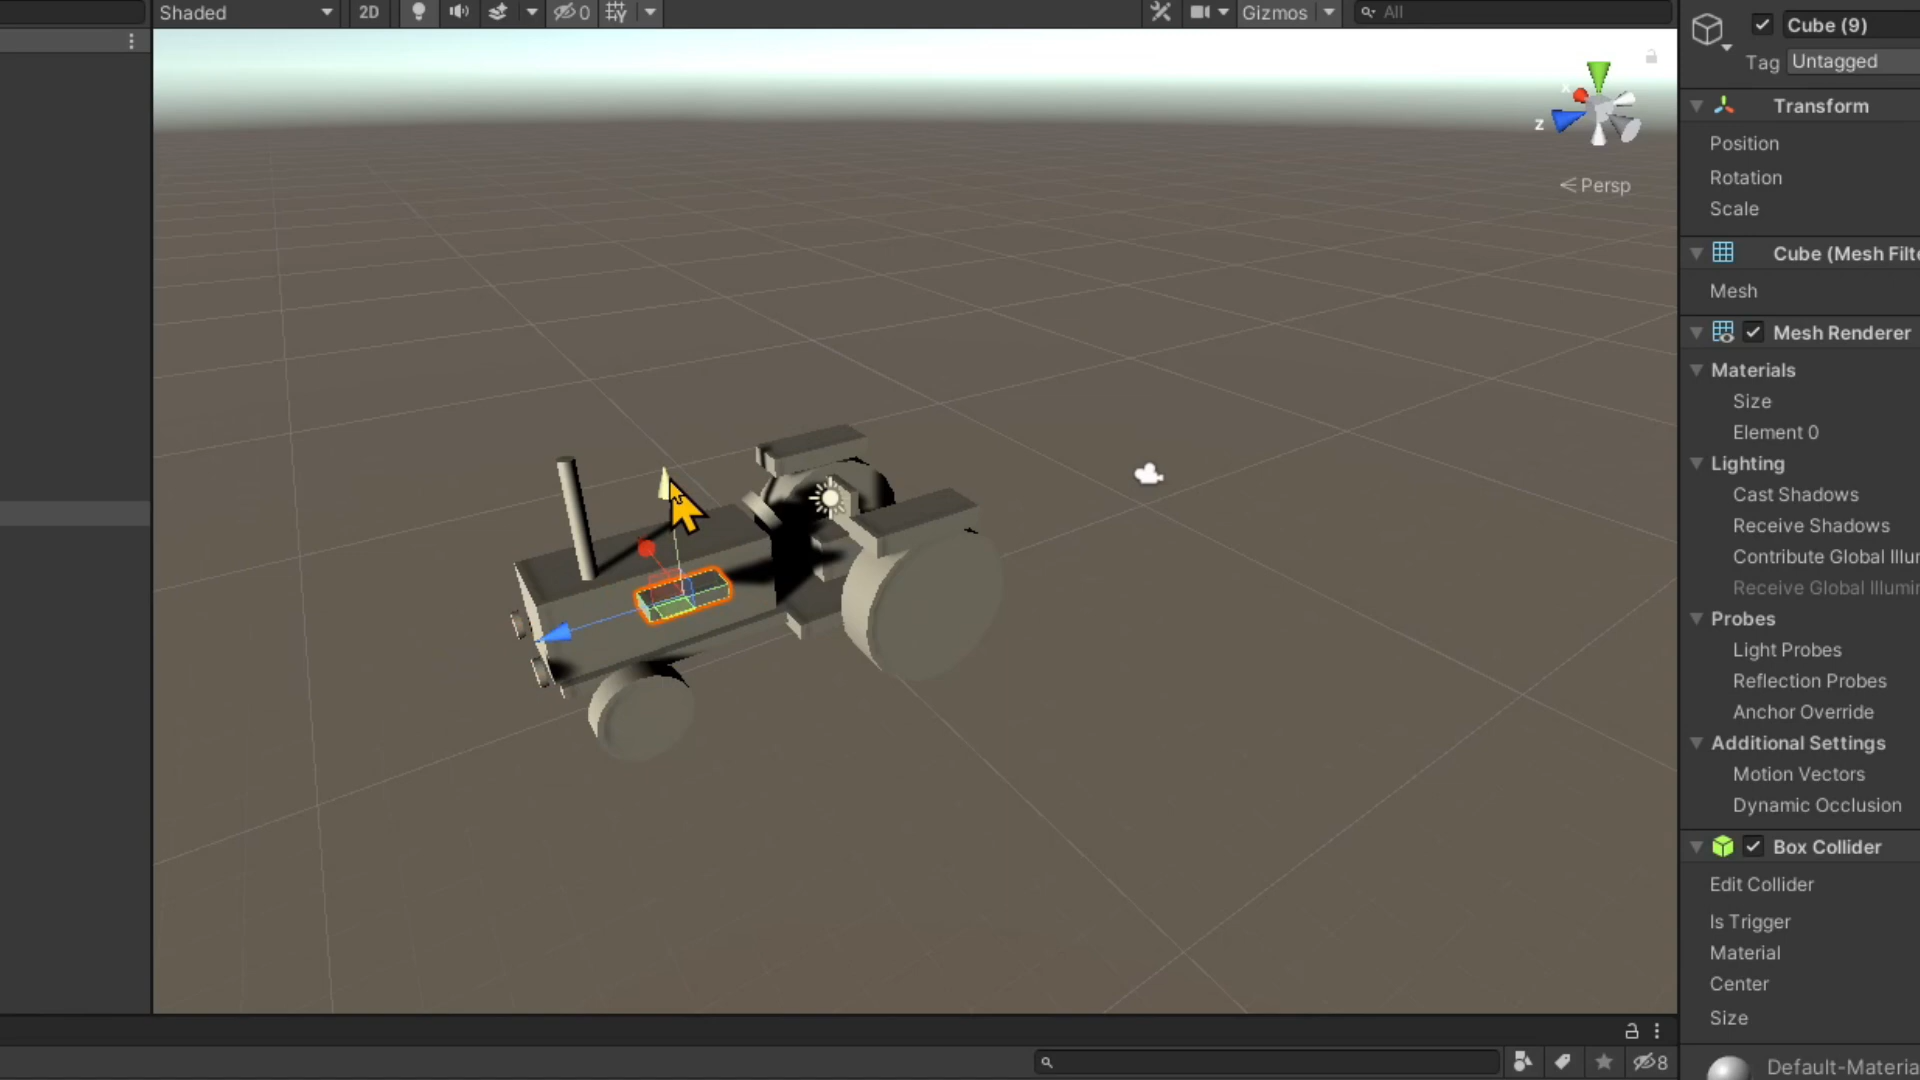 Shaded
2D
0
Gizmos
All
Cube (9)
Tag
Untagged
Transform
Position
Rotation
Scale
Cube (Mesh Filte
Mesh
Mesh Renderer
Materials
Size
Element 0
Lighting
Cast Shadows
Receive Shadows
Contribute Global Illur
Receive Global Illumir
Probes
Light Probes
Reflection Probes
Anchor Override
Additional Settings
Motion Vectors
Dynamic Occlusion
Box Collider
Edit Collider
Is Trigger
Material
Center
Size
Default-Materia
x
z
Persp
8